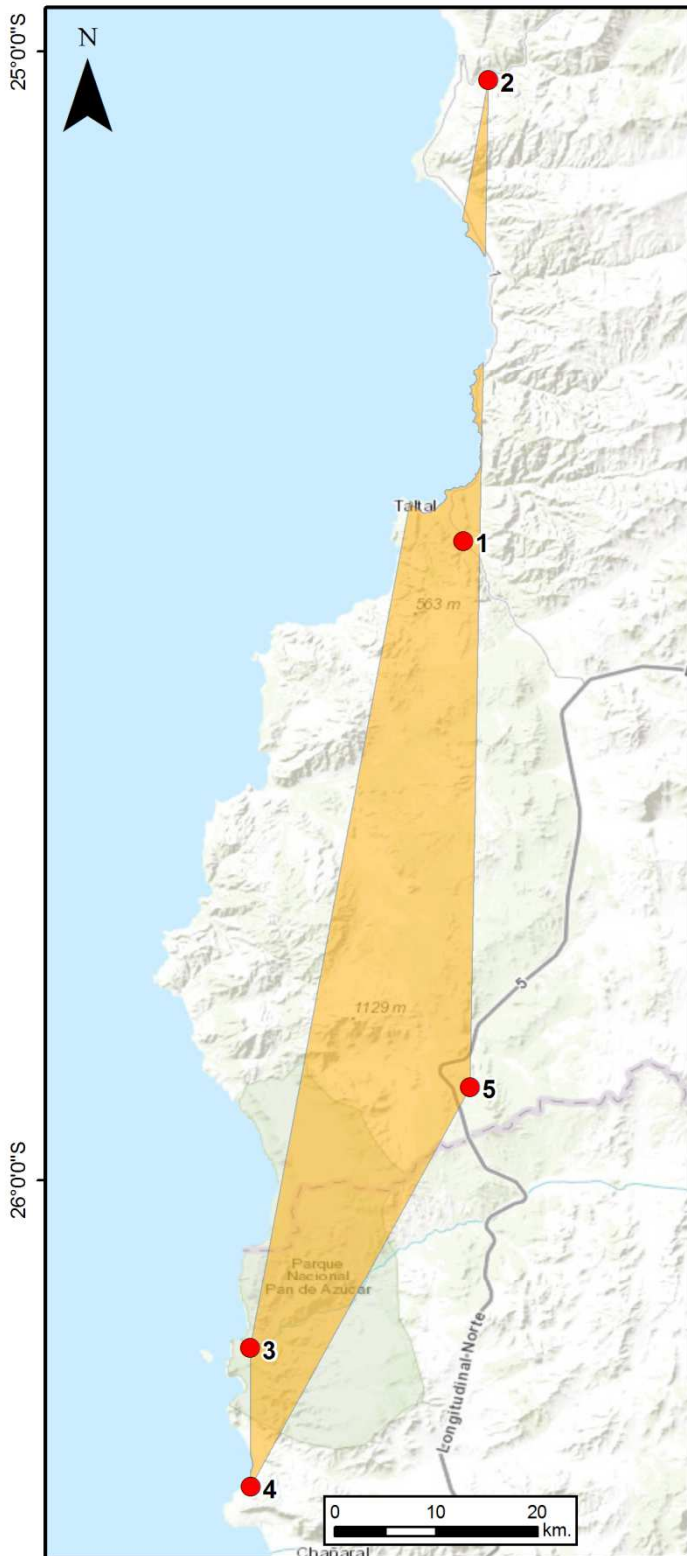 25°0'0"S
N
2
1
Taltal
1
563 m
1129 m
5
5
26°0'0"S
Parque
Nacional
Pan de Azúcar
3
Longitudinal-Norte
4
0 10 20
km.
Chañaral